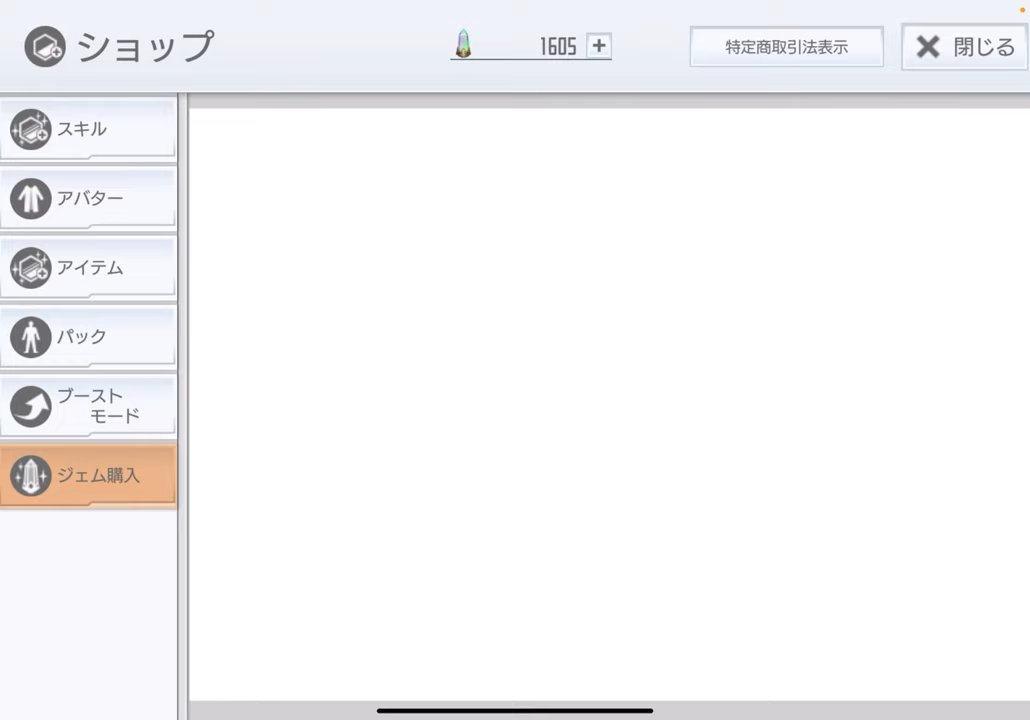 ショップ
1605
特定商取引法表示
閉じる
スキル
アバター
アイテム
パック
ブースト
モード
ジェム購入